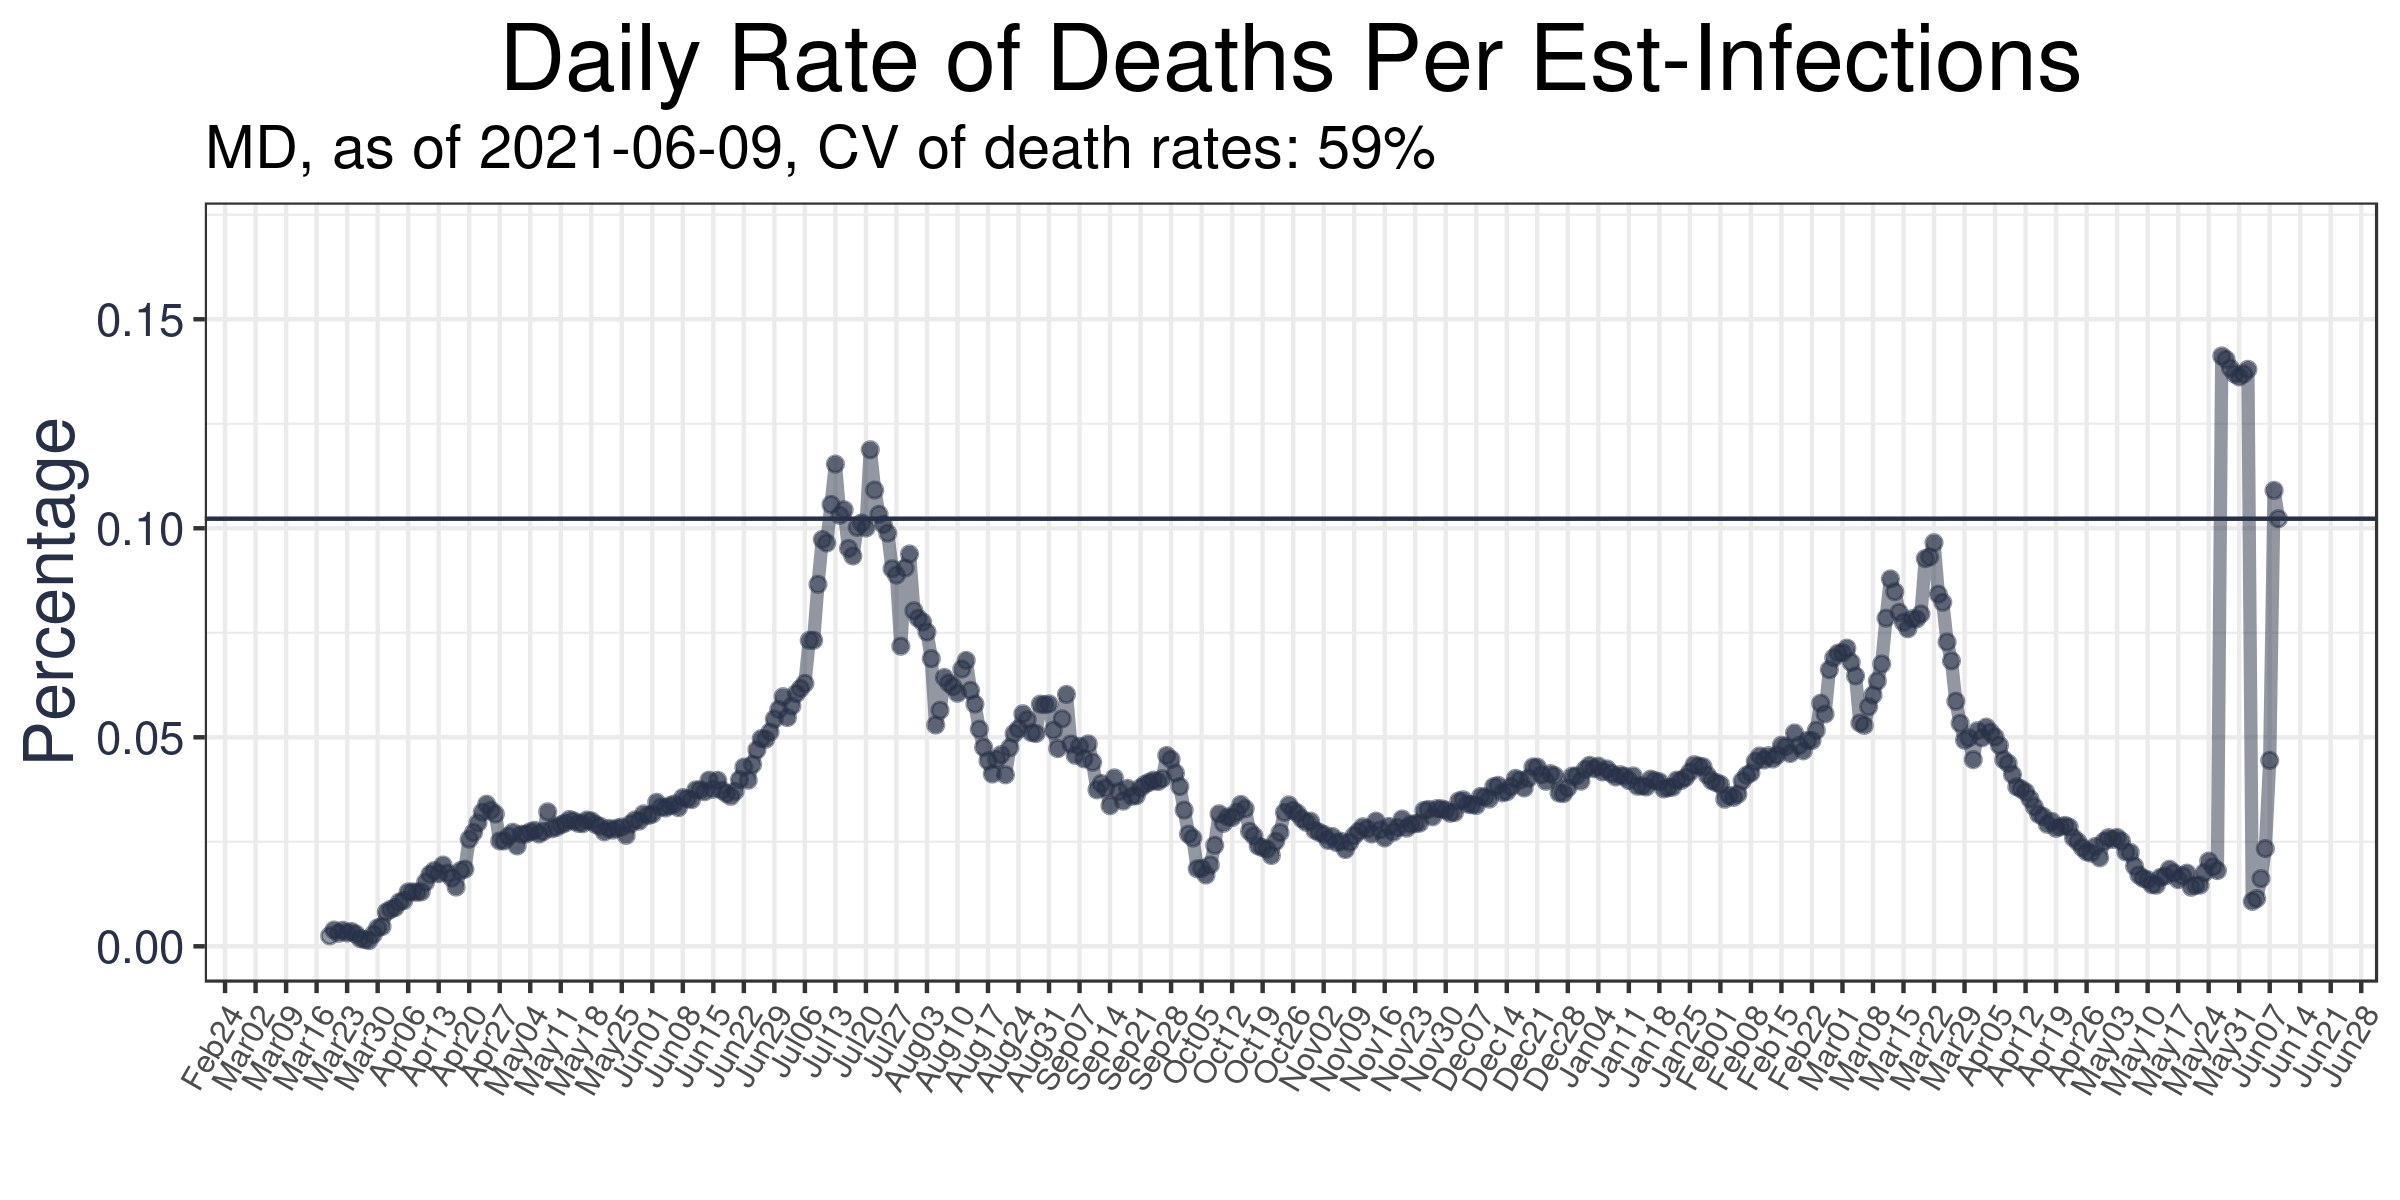 Daily Rate of Deaths Per Est-Infections
MD, as of 2021-06-09, CV of death rates: 59%
Percentage
0.15
0.10
0.05
0.00
Feb24
Mar02
Mar09
Mar16
Mar23
Mar30
Apr06
Apr13
Apr20
Apr27
May04
May11
May18
May25
Jun01
Jun08
Jun15
Jun22
Jun29
Jul06
Jul13
Jul20
Jul27
Aug03
Aug10
Aug17
Aug24
Aug31
Sep07
Sep14
Sep21
Sep28
Oct05
Oct12
Oct19
Oct26
Nov02
Nov09
Nov16
Nov23
Nov30
Dec07
Dec14
Dec21
Dec28
Jan04
Jan11
Jan18
Jan25
Feb01
Feb08
Feb15
Feb22
Mar01
Mar08
Mar15
Mar22
Mar29
Apr05
Apr12
Apr19
Apr26
May03
May10
May17
May24
May31
Jun07
Jun14
Jun21
Jun28